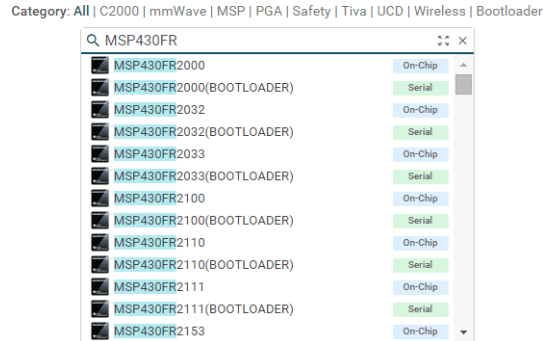 Category: All | C2000 | mmWave | MSP | PGA | Safety | Tiva | UCD | Wireless | Bootloader
MSP430FR
MSP430FR2000 On-Chip
MSP430FR2000(BOOTLOADER) Serial
MSP430FR2032 On-Chip
MSP430FR2032(BOOTLOADER) Serial
MSP430FR2033 On-Chip
MSP430FR2033(BOOTLOADER) Serial
MSP430FR2100 On-Chip
MSP430FR2100(BOOTLOADER) Serial
MSP430FR2110 On-Chip
MSP430FR2110(BOOTLOADER) Serial
MSP430FR2111 On-Chip
MSP430FR2111(BOOTLOADER) Serial
MSP430FR2153 On-Chip